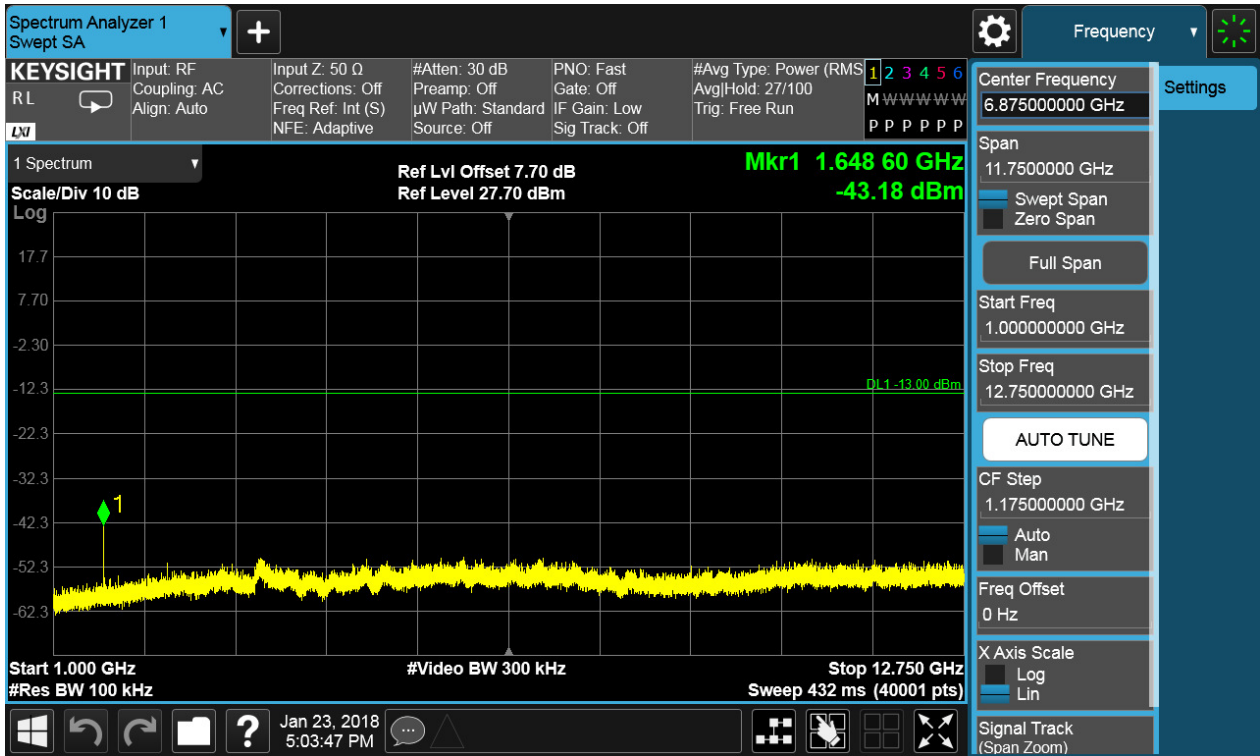 Spectrum Analyzer 1
Swept SA
+
Frequency
KEYSIGHT
R L
LXI
Input: RF
Coupling: AC
Align: Auto
Input Z: 50 Ω
Corrections: Off
Freq Ref: Int (S)
NFE: Adaptive
#Atten: 30 dB
Preamp: Off
µW Path: Standard
Source: Off
PNO: Fast
Gate: Off
IF Gain: Low
Sig Track: Off
#Avg Type: Power (RMS
Avg|Hold: 27/100
Trig: Free Run
1 2 3 4 5 6
M W W W W W
P P P P P P
1 Spectrum
Scale/Div 10 dB
Log
Ref Lvl Offset 7.70 dB
Ref Level 27.70 dBm
Mkr1 1.648 60 GHz
-43.18 dBm
17.7
7.70
-2.30
-12.3
-22.3
-32.3
-42.3
-52.3
-62.3
DL1 -13.00 dBm
1
Start 1.000 GHz
#Res BW 100 kHz
#Video BW 300 kHz
Stop 12.750 GHz
Sweep 432 ms (40001 pts)
Center Frequency
6.875000000 GHz
Span
11.7500000 GHz
Swept Span
Zero Span
Full Span
Start Freq
1.000000000 GHz
Stop Freq
12.750000000 GHz
AUTO TUNE
CF Step
1.175000000 GHz
Auto
Man
Freq Offset
0 Hz
X Axis Scale
Log
Lin
Signal Track
(Span Zoom)
Settings
?
Jan 23, 2018
5:03:47 PM